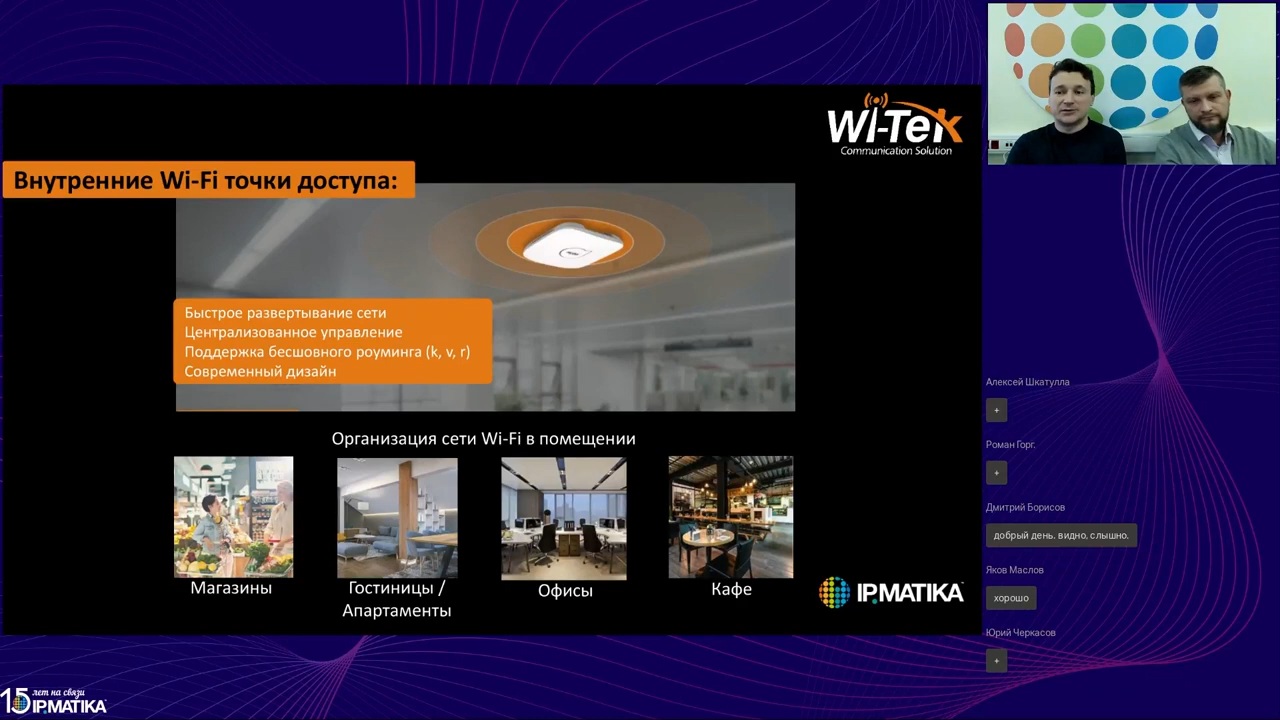 Wi-Tek
Communication Solution
Внутренние Wi-Fi точки доступа:
Быстрое развертывание сети
Централизованное управление
Поддержка бесшовного роуминга (k, v, r)
Современный дизайн
Организация сети Wi-Fi в помещении
Магазины
Гостиницы /
Апартаменты
Офисы
Кафе
IPMATIKA
Алексей Шкатулла
+
Роман Горг.
+
Дмитрий Борисов
добрый день. видно, слышно.
Яков Маслов
хорошо
Юрий Черкасов
+
15 лет на связи
IPMATIKA